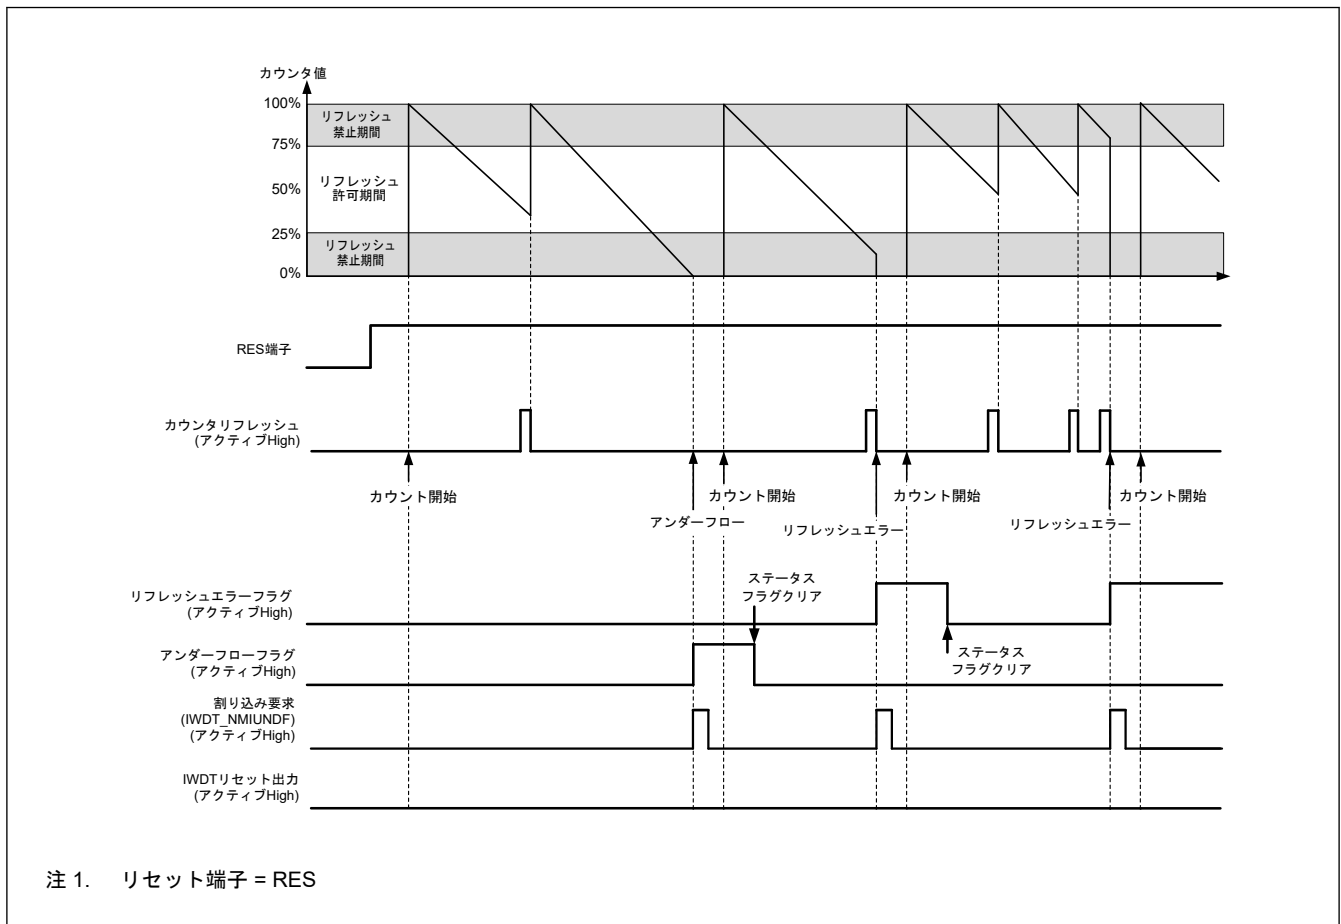 カウンタ値
100%
リフレッシュ
禁止期間
75%
リフレッシュ
許可期間
50%
25%
リフレッシュ
禁止期間
0%
RES端子
カウンタリフレッシュ
(アクティブHigh)
カウント開始
カウント開始
カウント開始
カウント開始
アンダーフロー
リフレッシュエラー
リフレッシュエラー
ステータス
フラグクリア
リフレッシュエラーフラグ
(アクティブHigh)
ステータス
フラグクリア
アンダーフローフラグ
(アクティブHigh)
割り込み要求
(IWDT_NMIUNDF)
(アクティブHigh)
IWDTリセット出力
(アクティブHigh)
注 1. リセット端子 = RES